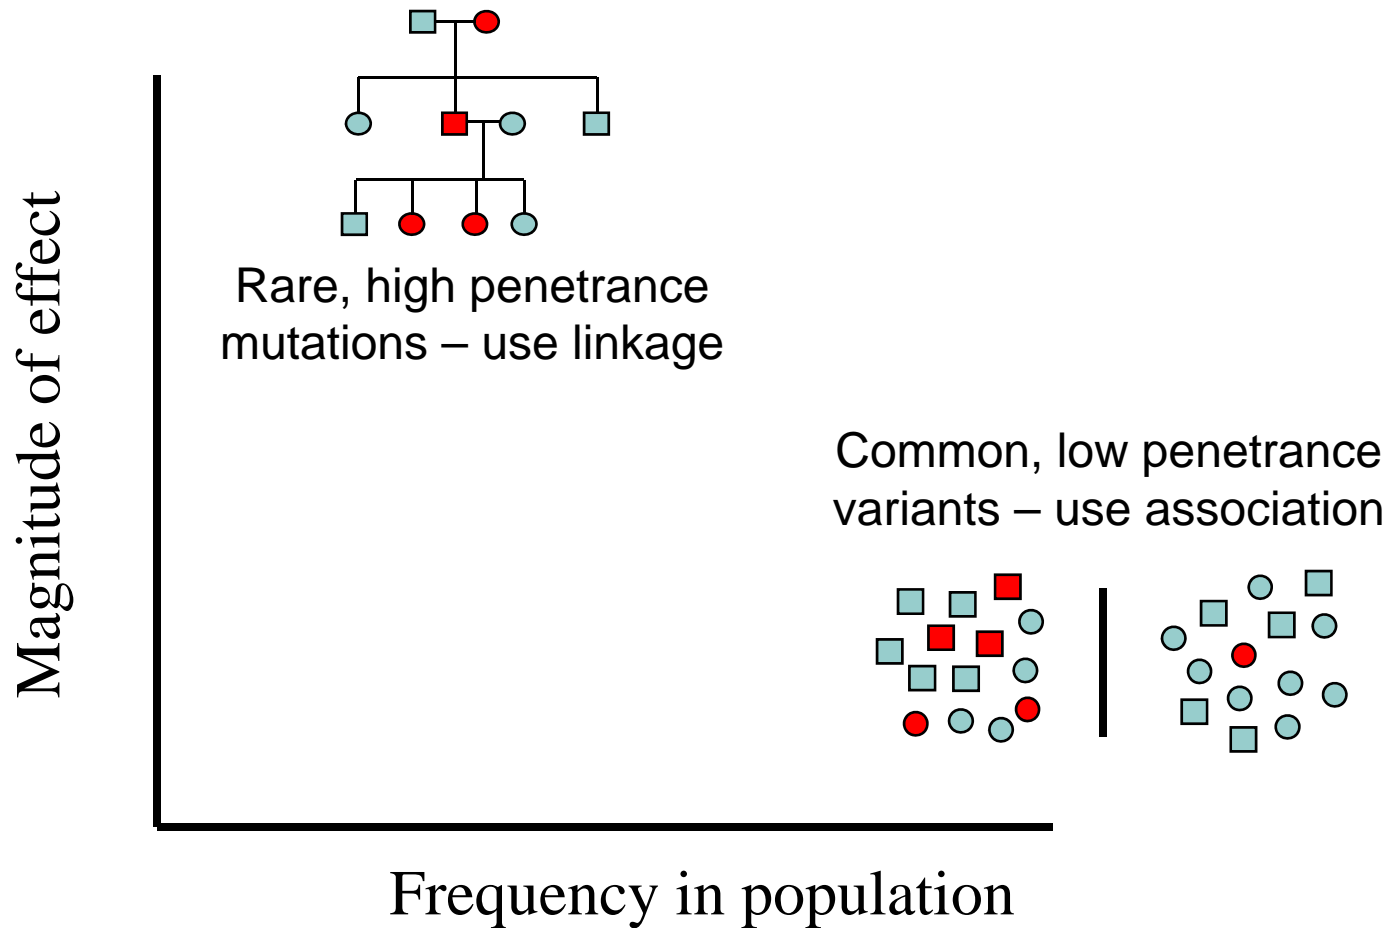 Magnitude of effect
Rare, high penetrance
mutations – use linkage
Common, low penetrance
variants – use association
Frequency in population